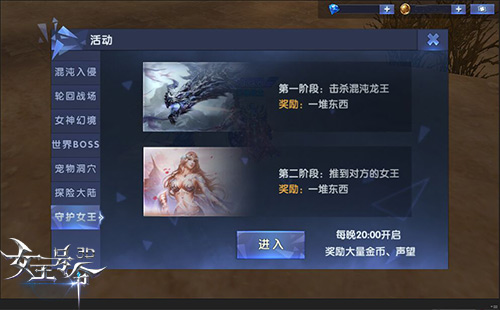 活动
混沌入侵
轮回战场
女神幻境
世界BOSS
宠物洞穴
探险大陆
守护女王
第一阶段：击杀混沌龙王
奖励：一堆东西
第二阶段：推到对方的女王
奖励：一堆东西
进入
每晚20:00开启
奖励大量金币、声望